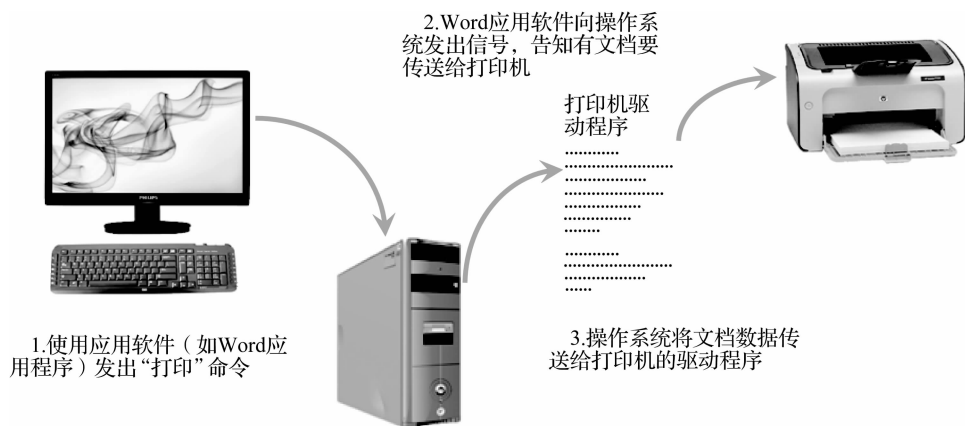 2.Word应用软件向操作系
统发出信号，告知有文档要
传送给打印机
打印机驱
动程序
PHILIPS
1.使用应用软件（如Word应
用程序）发出“打印”命令
3.操作系统将文档数据传
送给打印机的驱动程序